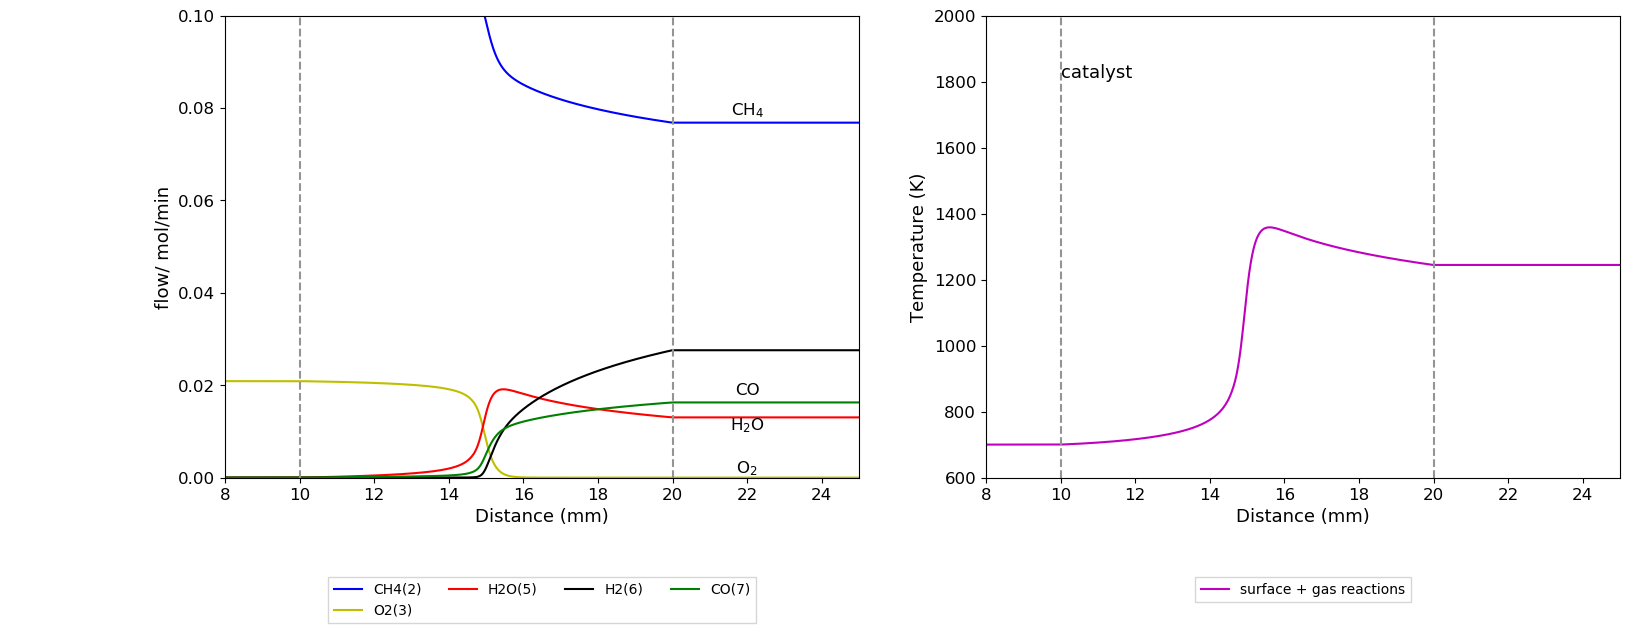 0.10
0.08
0.06
0.04
0.02
0.00
flow/ mol/min
CH4
CO
H2O
O2
8 10 12 14 16 18 20 22 24
Distance (mm)
CH4(2) H2O(5) H2(6) CO(7)
O2(3)
2000
1800
1600
1400
1200
1000
800
600
Temperature (K)
catalyst
8 10 12 14 16 18 20 22 24
Distance (mm)
surface + gas reactions